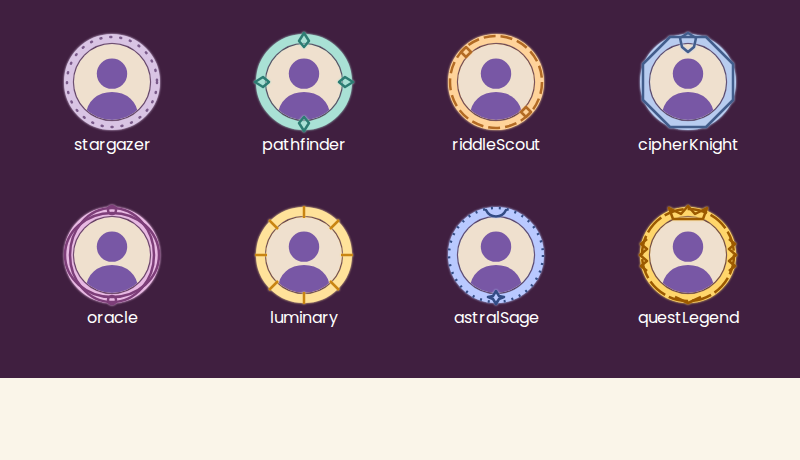 stargazer pathfinder riddleScout cipherKnight
oracle luminary astralSage questLegend